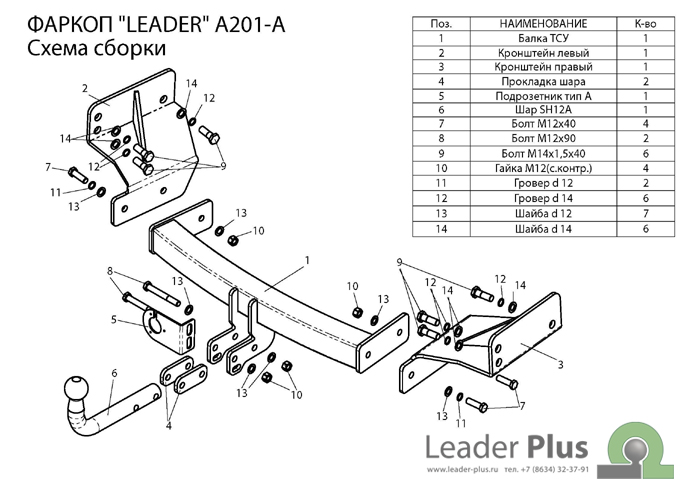 ФАРКОП "LEADER" A201-A
Схема сборки
Поз. НАИМЕНОВАНИЕ К-во
1 Балка ТСУ 1
2 Кронштейн левый 1
3 Кронштейн правый 1
4 Прокладка шара 2
5 Подрозетник тип А 1
6 Шар SH12A 1
7 Болт М12х40 4
8 Болт М12х90 2
9 Болт М14х1,5х40 6
10 Гайка М12(с.контр.) 4
11 Гровер d 12 2
12 Гровер d 14 6
13 Шайба d 12 7
14 Шайба d 14 6
2
14
12
14
12
7
9
11
13
13
10
1
8
13
5
10
13
9
12
14
12
14
6
4
13
10
3
13
11
7
Leader Plus
www.leader-plus.ru тел. +7 (8634) 32-37-91